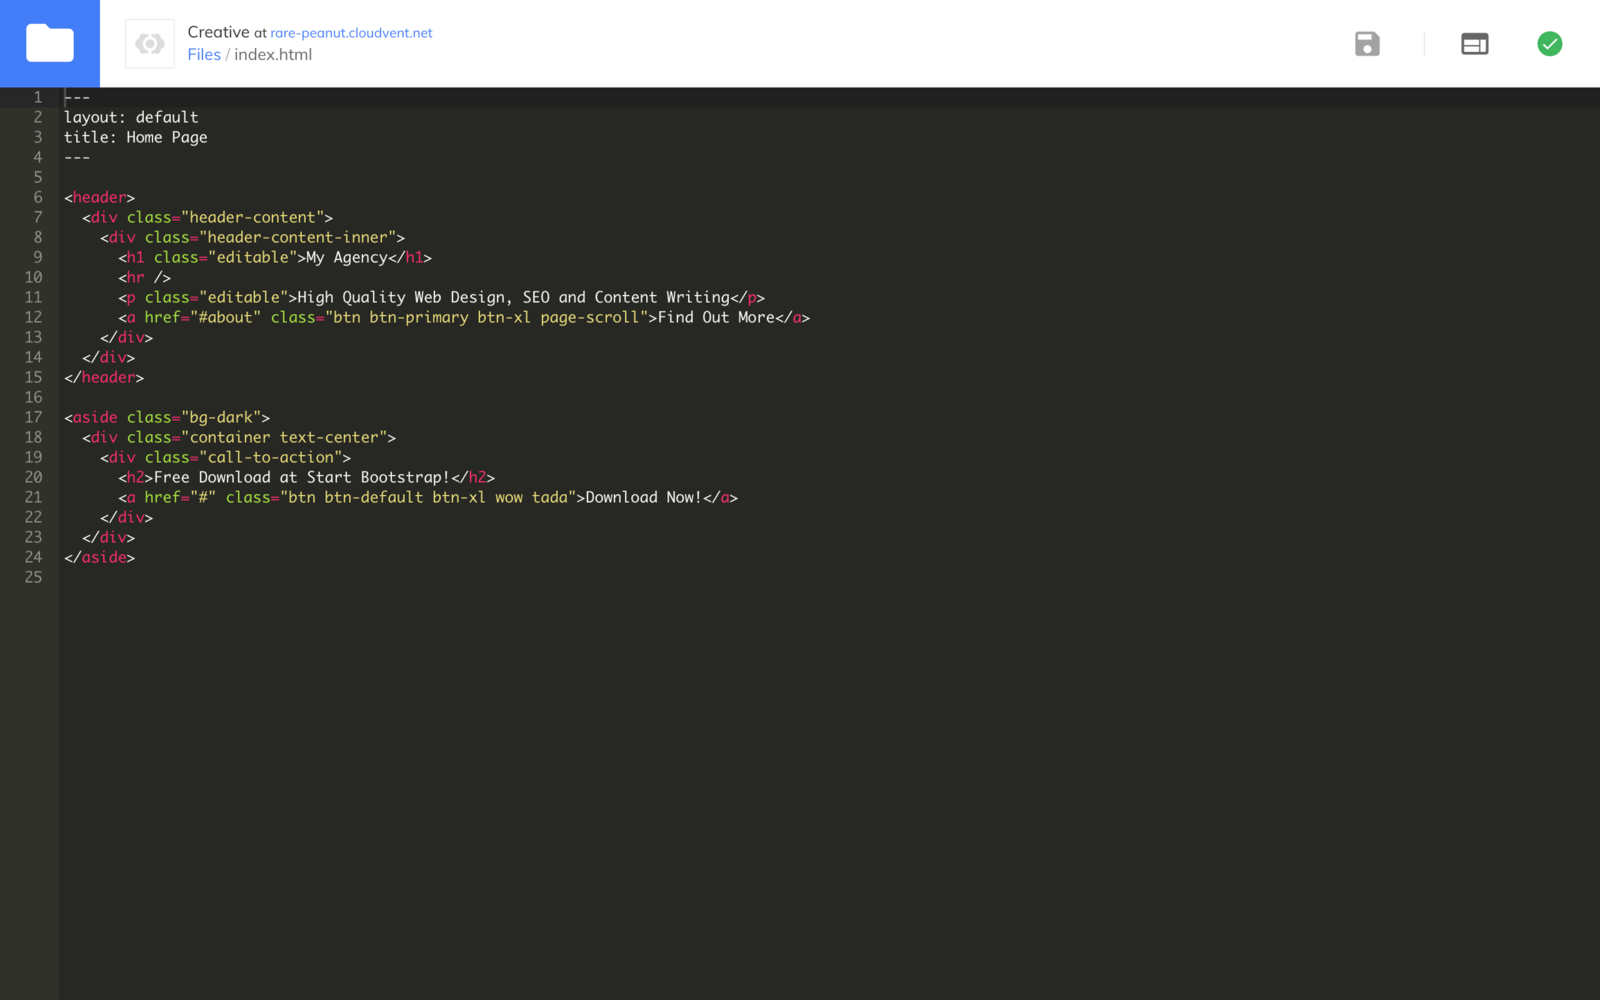 Creative at rare-peanut.cloudvent.net
Files / index.html
1 ---
2 layout: default
3 title: Home Page
4 ---
5
6 <header>
7   <div class="header-content">
8     <div class="header-content-inner">
9       <h1 class="editable">My Agency</h1>
10       <hr />
11       <p class="editable">High Quality Web Design, SEO and Content Writing</p>
12       <a href="#about" class="btn btn-primary btn-xl page-scroll">Find Out More</a>
13     </div>
14   </div>
15 </header>
16
17 <aside class="bg-dark">
18   <div class="container text-center">
19     <div class="call-to-action">
20       <h2>Free Download at Start Bootstrap!</h2>
21       <a href="#" class="btn btn-default btn-xl wow tada">Download Now!</a>
22     </div>
23   </div>
24 </aside>
25